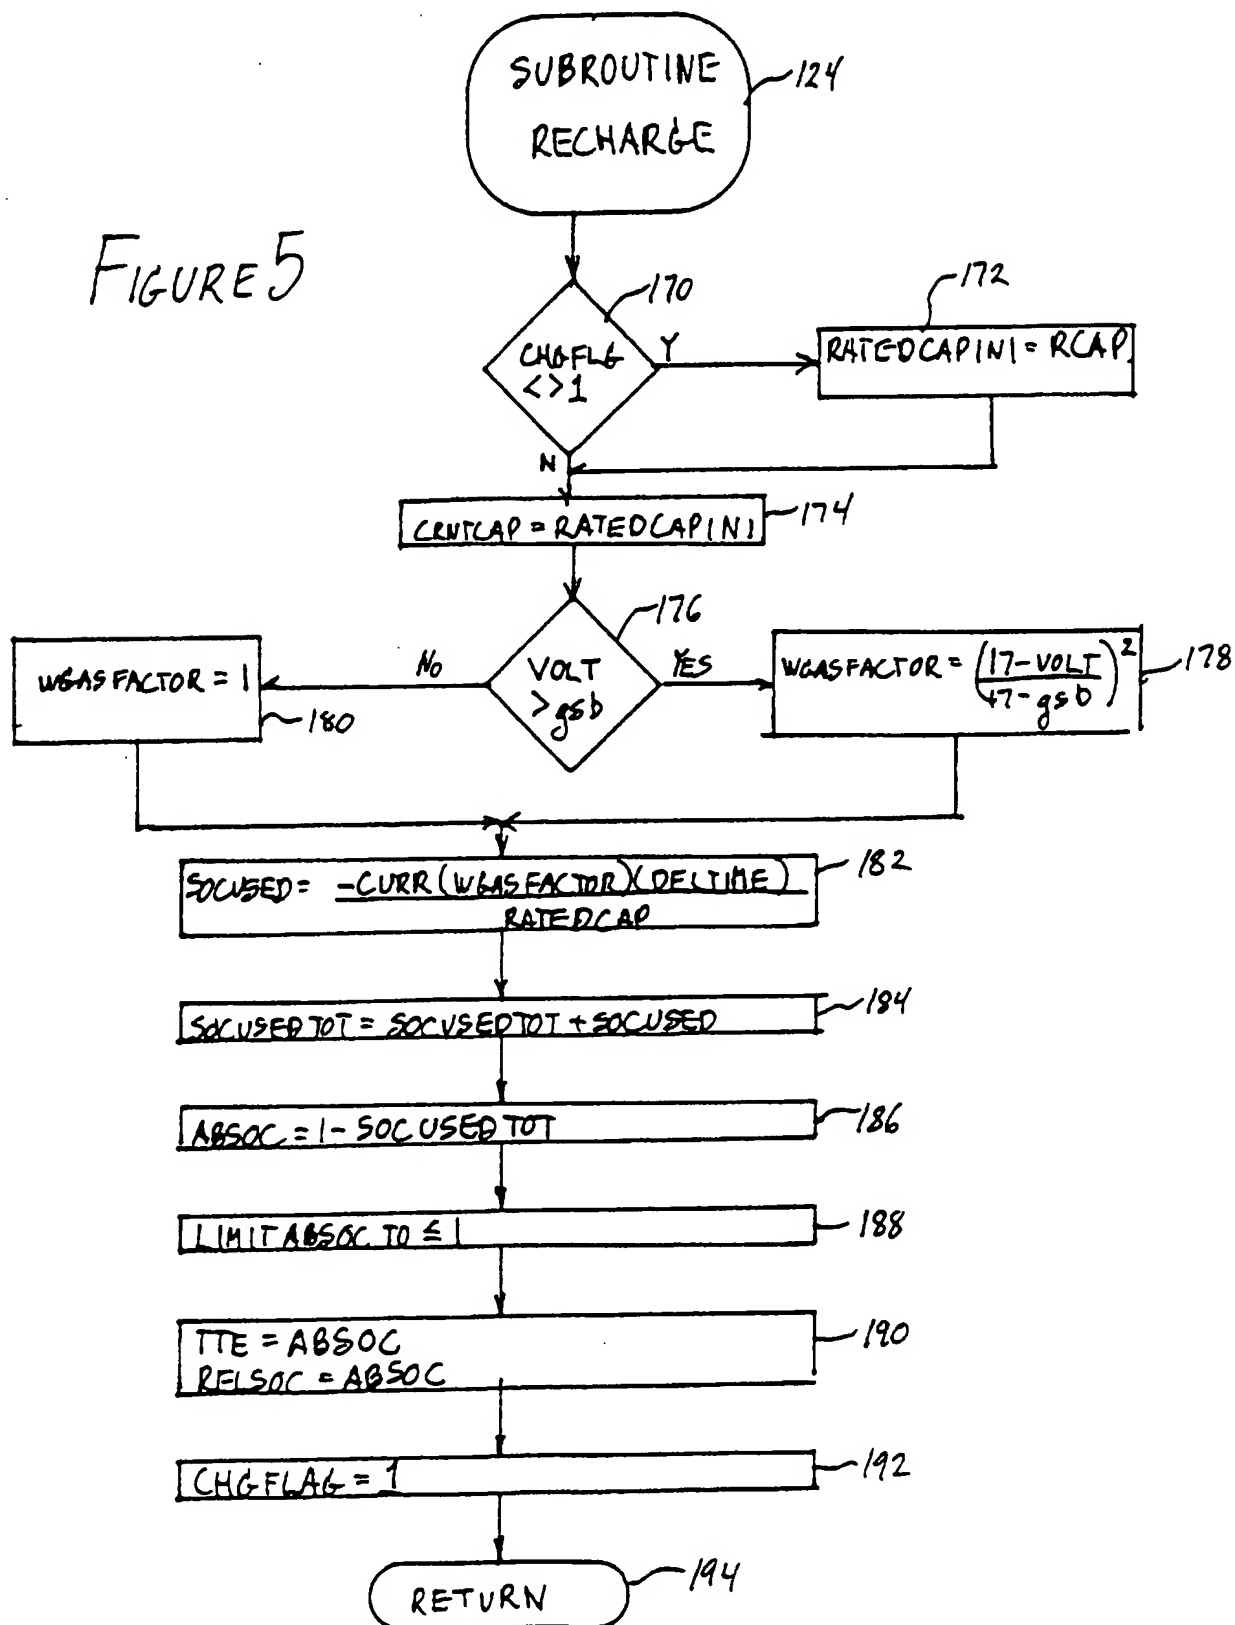 SUBROUTINE
RECHARGE
124
FIGURE 5
170
CHGFLG
<>1
Y
N
172
RATEDCAPINI = RCAP
CRNTCAP = RATEDCAPINI
174
176
VOLT
>gsb
No
YES
WGASFACTOR = 1
180
WGASFACTOR = (17-VOLT / 17-gsb)²
178
SOCUSED = -CURR(WGASFACTOR)(DELTIME)
RATEDCAP
182
SOCUSEDTOT = SOCUSEDTOT + SOCUSED
184
ABSOC = 1 - SOCUSEDTOT
186
LIMIT ABSOC TO ≤ 1
188
TTE = ABSOC
RELSOC = ABSOC
190
CHGFLAG = 1
192
RETURN
194